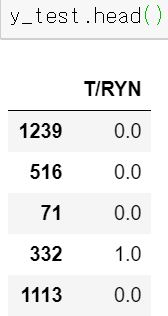 y_test.head()
T/RYN
1239 0.0
516 0.0
71 0.0
332 1.0
1113 0.0